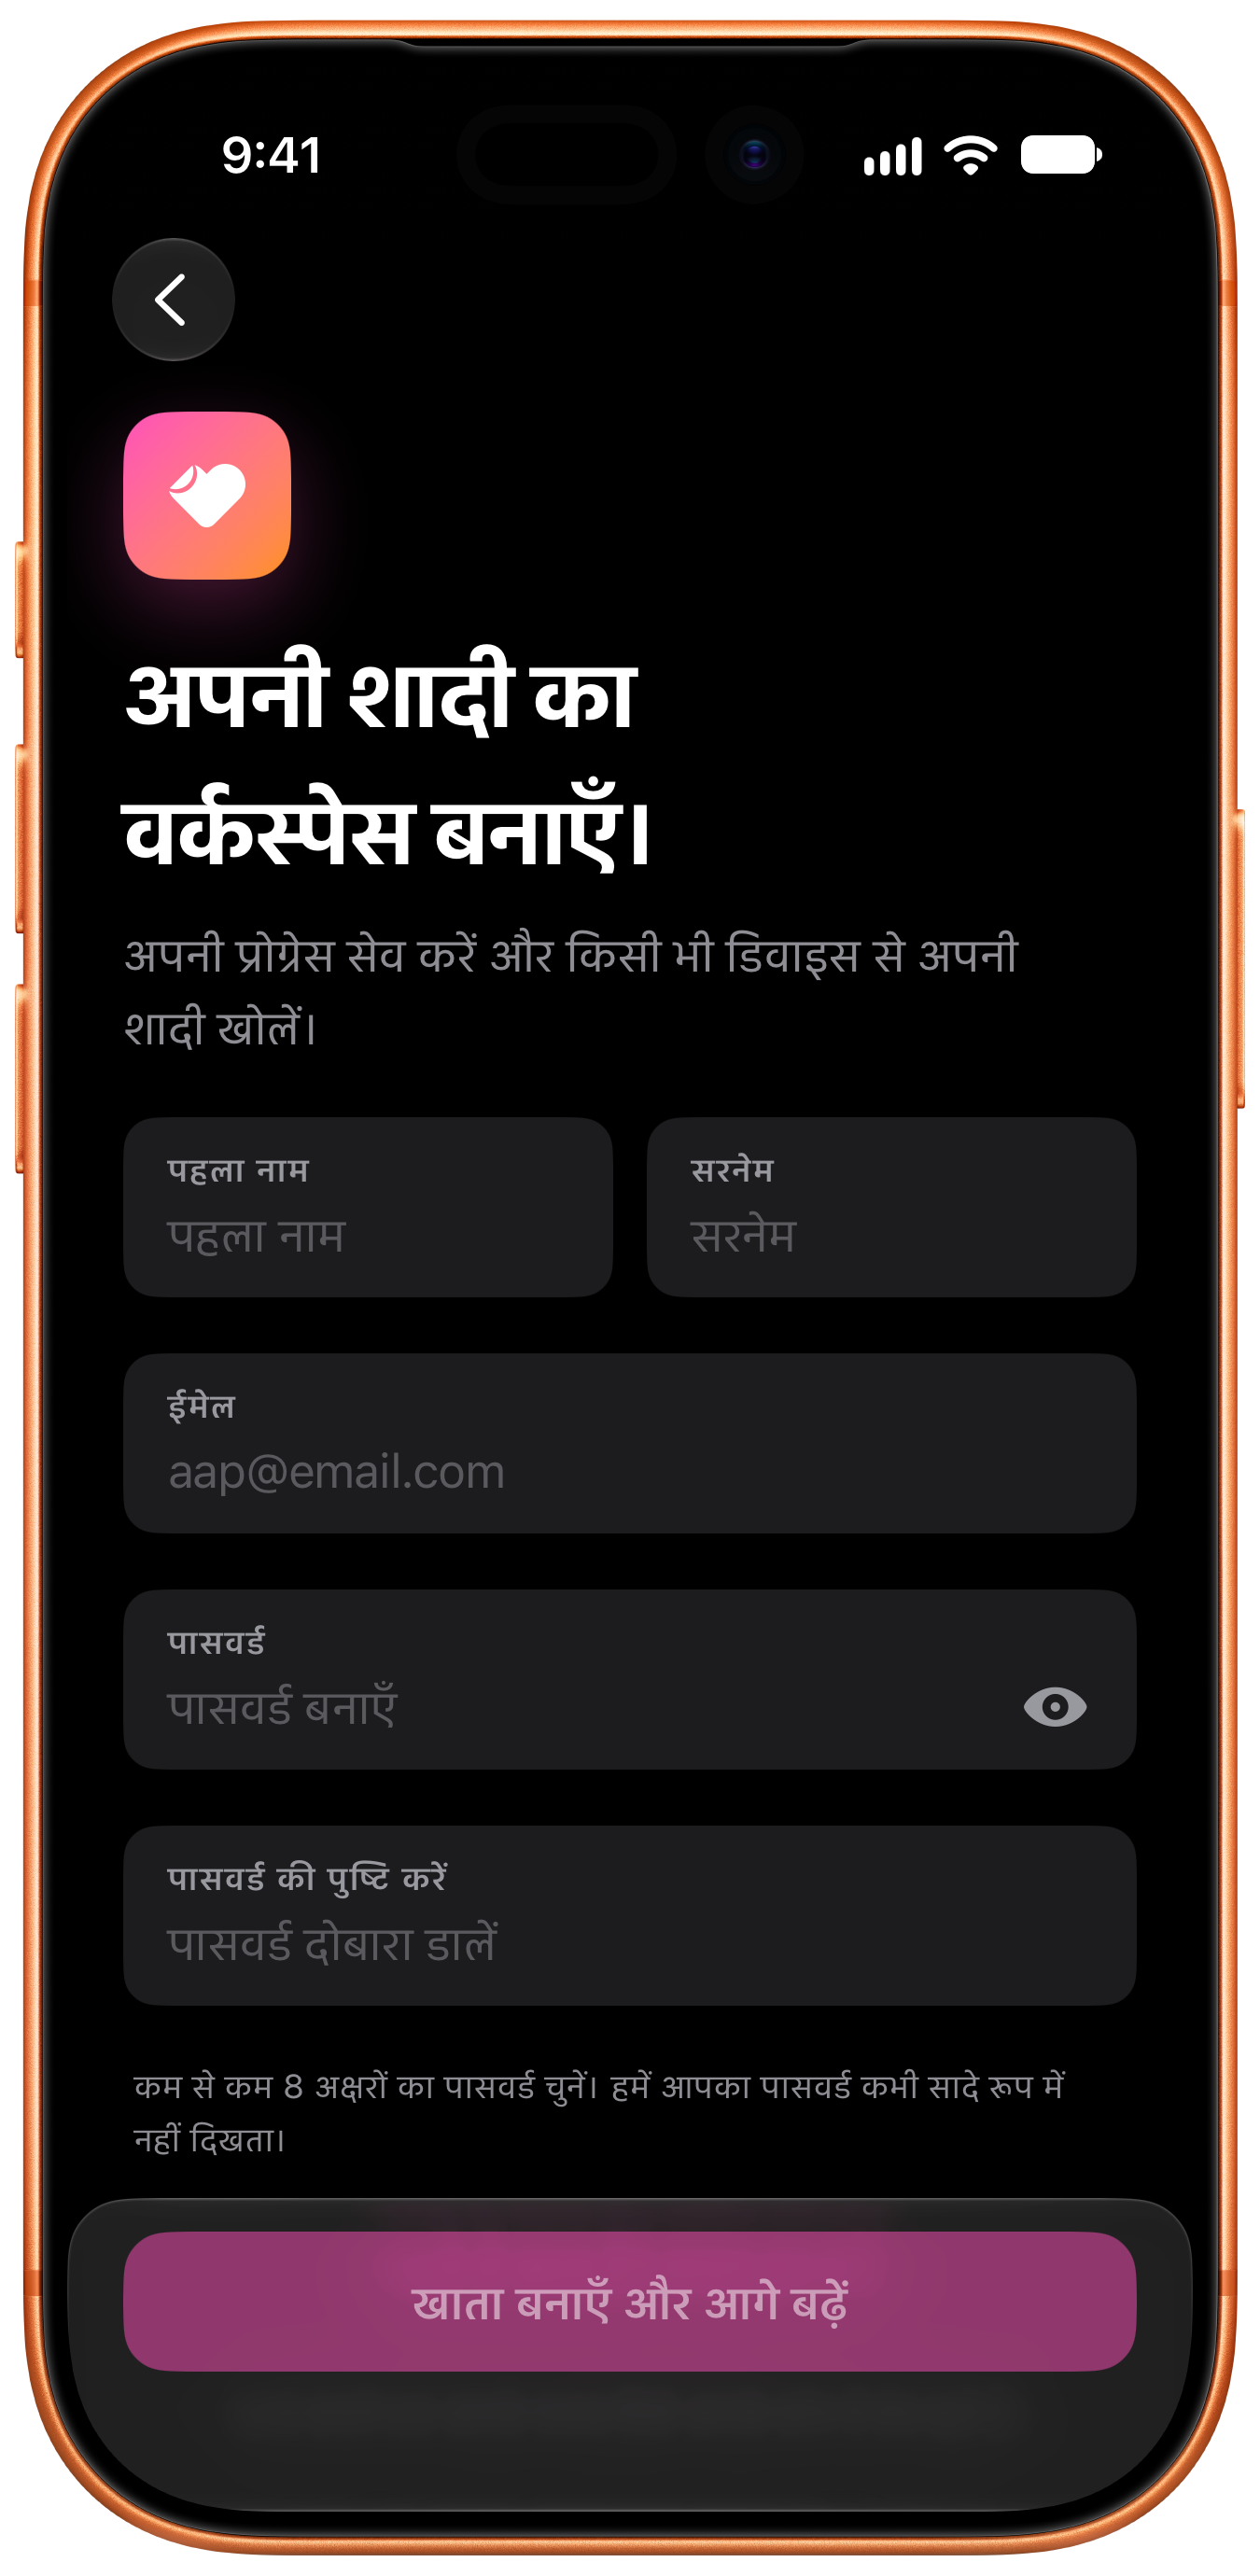 9:41
अपनी शादी का
वर्कस्पेस बनाएँ।
अपनी प्रोग्रेस सेव करें और किसी भी डिवाइस से अपनी
शादी खोलें।
पहला नाम
पहला नाम
सरनेम
सरनेम
ईमेल
aap@email.com
पासवर्ड
पासवर्ड बनाएँ
पासवर्ड की पुष्टि करें
पासवर्ड दोबारा डालें
कम से कम 8 अक्षरों का पासवर्ड चुनें। हमें आपका पासवर्ड कभी सादे रूप में
नहीं दिखता।
खाता बनाएँ और आगे बढ़ें